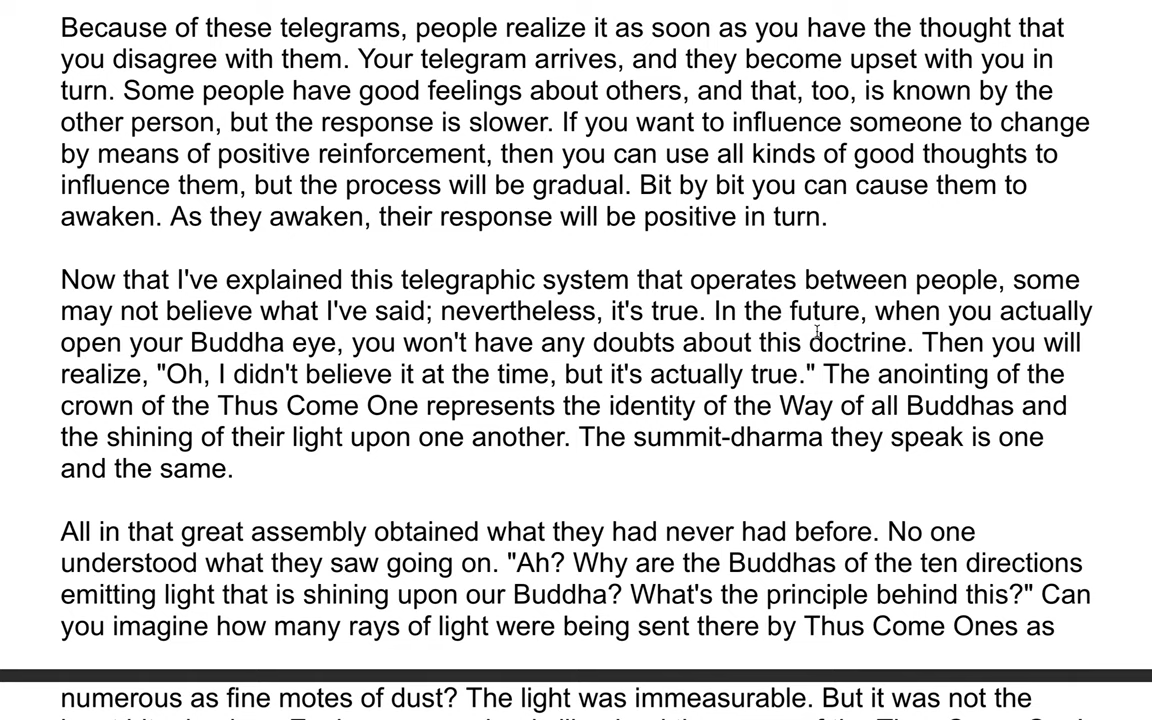 Because of these telegrams, people realize it as soon as you have the thought that
you disagree with them. Your telegram arrives, and they become upset with you in
turn. Some people have good feelings about others, and that, too, is known by the
other person, but the response is slower. If you want to influence someone to change
by means of positive reinforcement, then you can use all kinds of good thoughts to
influence them, but the process will be gradual. Bit by bit you can cause them to
awaken. As they awaken, their response will be positive in turn.
Now that I've explained this telegraphic system that operates between people, some
may not believe what I've said; nevertheless, it's true. In the future, when you actually
open your Buddha eye, you won't have any doubts about this doctrine. Then you will
realize, "Oh, I didn't believe it at the time, but it's actually true." The anointing of the
crown of the Thus Come One represents the identity of the Way of all Buddhas and
the shining of their light upon one another. The summit-dharma they speak is one
and the same.
All in that great assembly obtained what they had never had before. No one
understood what they saw going on. "Ah? Why are the Buddhas of the ten directions
emitting light that is shining upon our Buddha? What's the principle behind this?" Can
you imagine how many rays of light were being sent there by Thus Come Ones as
numerous as fine motes of dust? The light was immeasurable. But it was not the